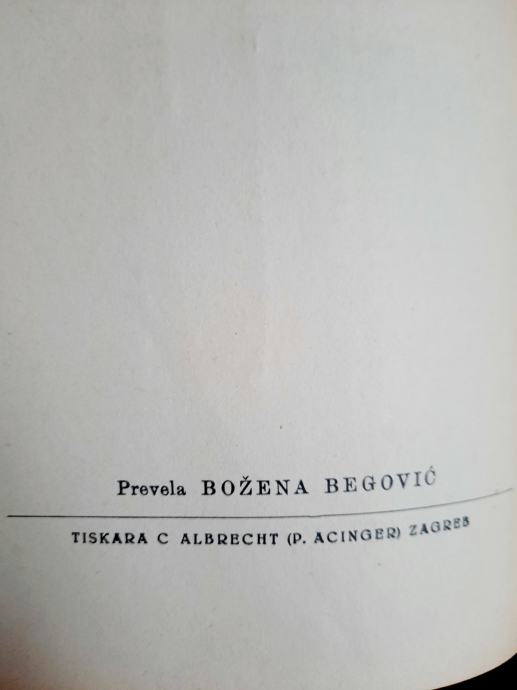 Prevela BOŽENA BEGOVIĆ
TISKARA C ALBRECHT (P. ACINGER) ZAGREB